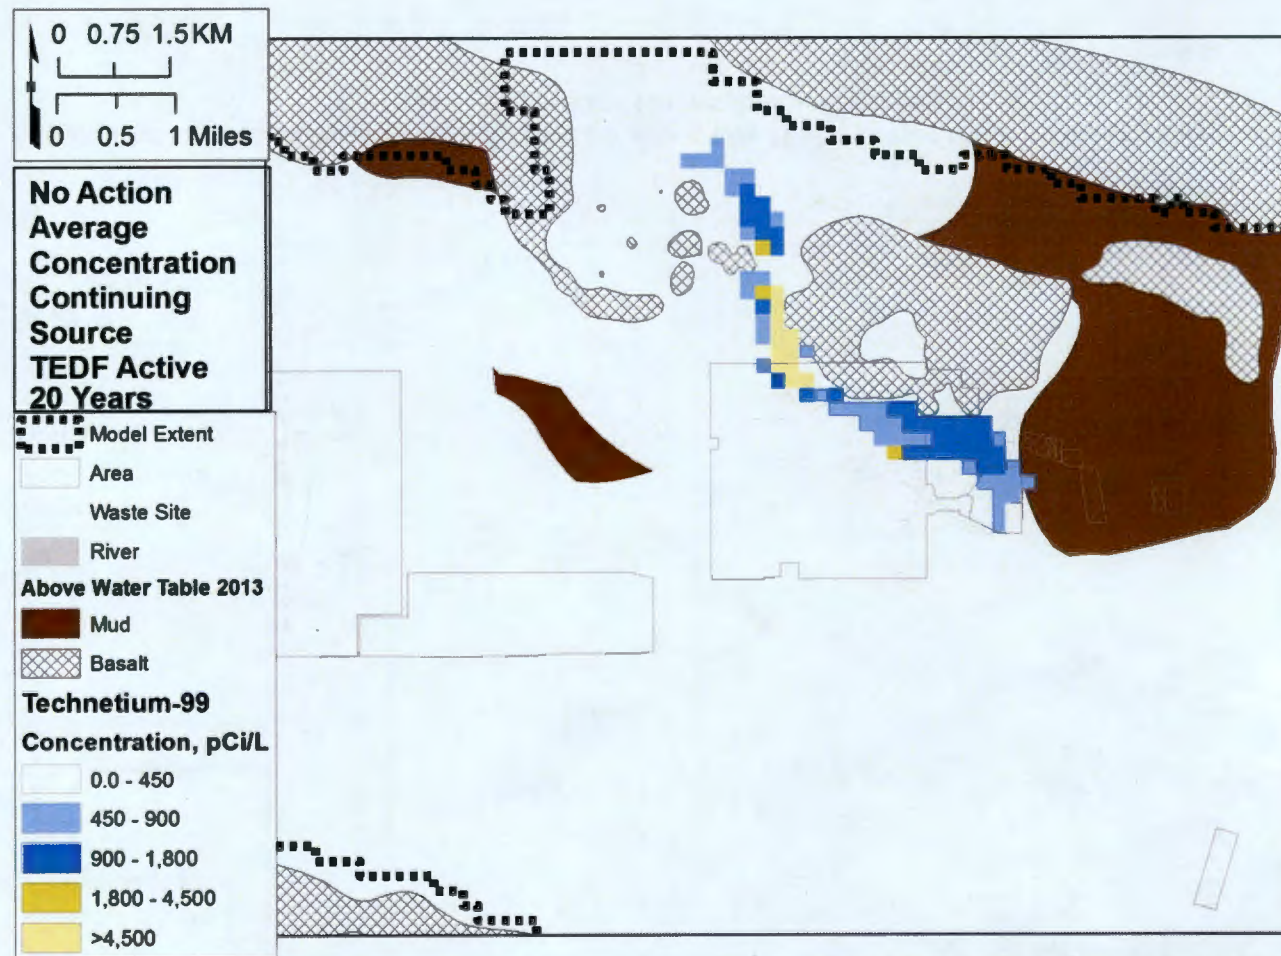 0 0.75 1.5 KM
0 0.5 1 Miles
No Action
Average
Concentration
Continuing
Source
TEDF Active
20 Years
Model Extent
Area
Waste Site
River
Above Water Table 2013
Mud
Basalt
Technetium-99
Concentration, pCi/L
0.0 - 450
450 - 900
900 - 1,800
1,800 - 4,500
>4,500